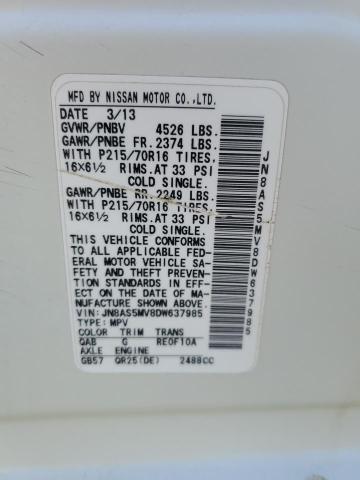 MFD BY NISSAN MOTOR CO., LTD.
DATE 3/13
GVWR/PNBV 4526 LBS.
GAWR/PNBE FR. 2374 LBS.
WITH P215/70R16 TIRES,
16X6½ RIMS. AT 33 PSI
COLD SINGLE.
GAWR/PNBE RR. 2249 LBS.
WITH P215/70R16 TIRES,
16X6½ RIMS. AT 33 PSI
COLD SINGLE.
THIS VEHICLE CONFORMS
TO ALL APPLICABLE FED-
ERAL MOTOR VEHICLE SA-
FETY AND THEFT PREVEN-
TION STANDARDS IN EFF-
ECT ON THE DATE OF MA-
NUFACTURE SHOWN ABOVE.
VIN: JN8AS5MV8DW637985
TYPE: MPV
COLOR TRIM TRANS
QAB G RE0F10A
AXLE ENGINE
GB57 QR25(DE) 2488CC
JN8AS5MV8DW637985